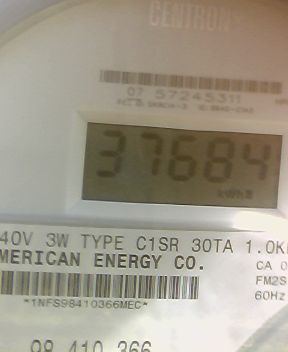 CENTRON
07 57245311
37684
kWh
40V 3W TYPE C1SR 30TA 1.0K
MERICAN ENERGY CO.
CA 0
FM2S
60Hz
*1NFS98410366MEC*
98 410 366